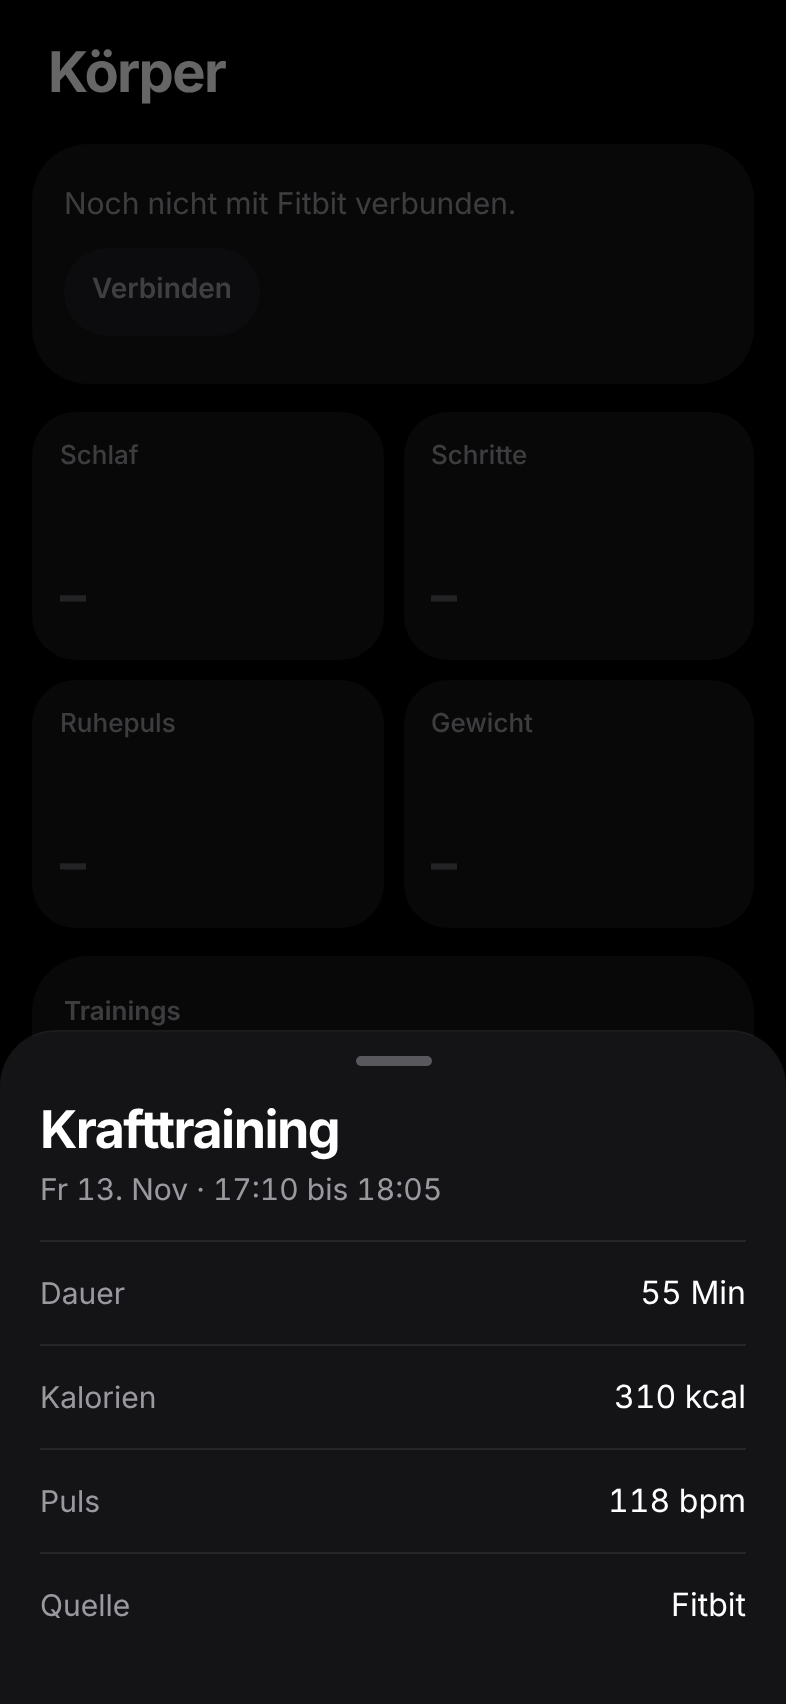 Körper
Noch nicht mit Fitbit verbunden.
Verbinden
Schlaf
Schritte
–
–
Ruhepuls
Gewicht
–
–
Trainings
Krafttraining
Fr 13. Nov · 17:10 bis 18:05
Dauer 55 Min
Kalorien 310 kcal
Puls 118 bpm
Quelle Fitbit